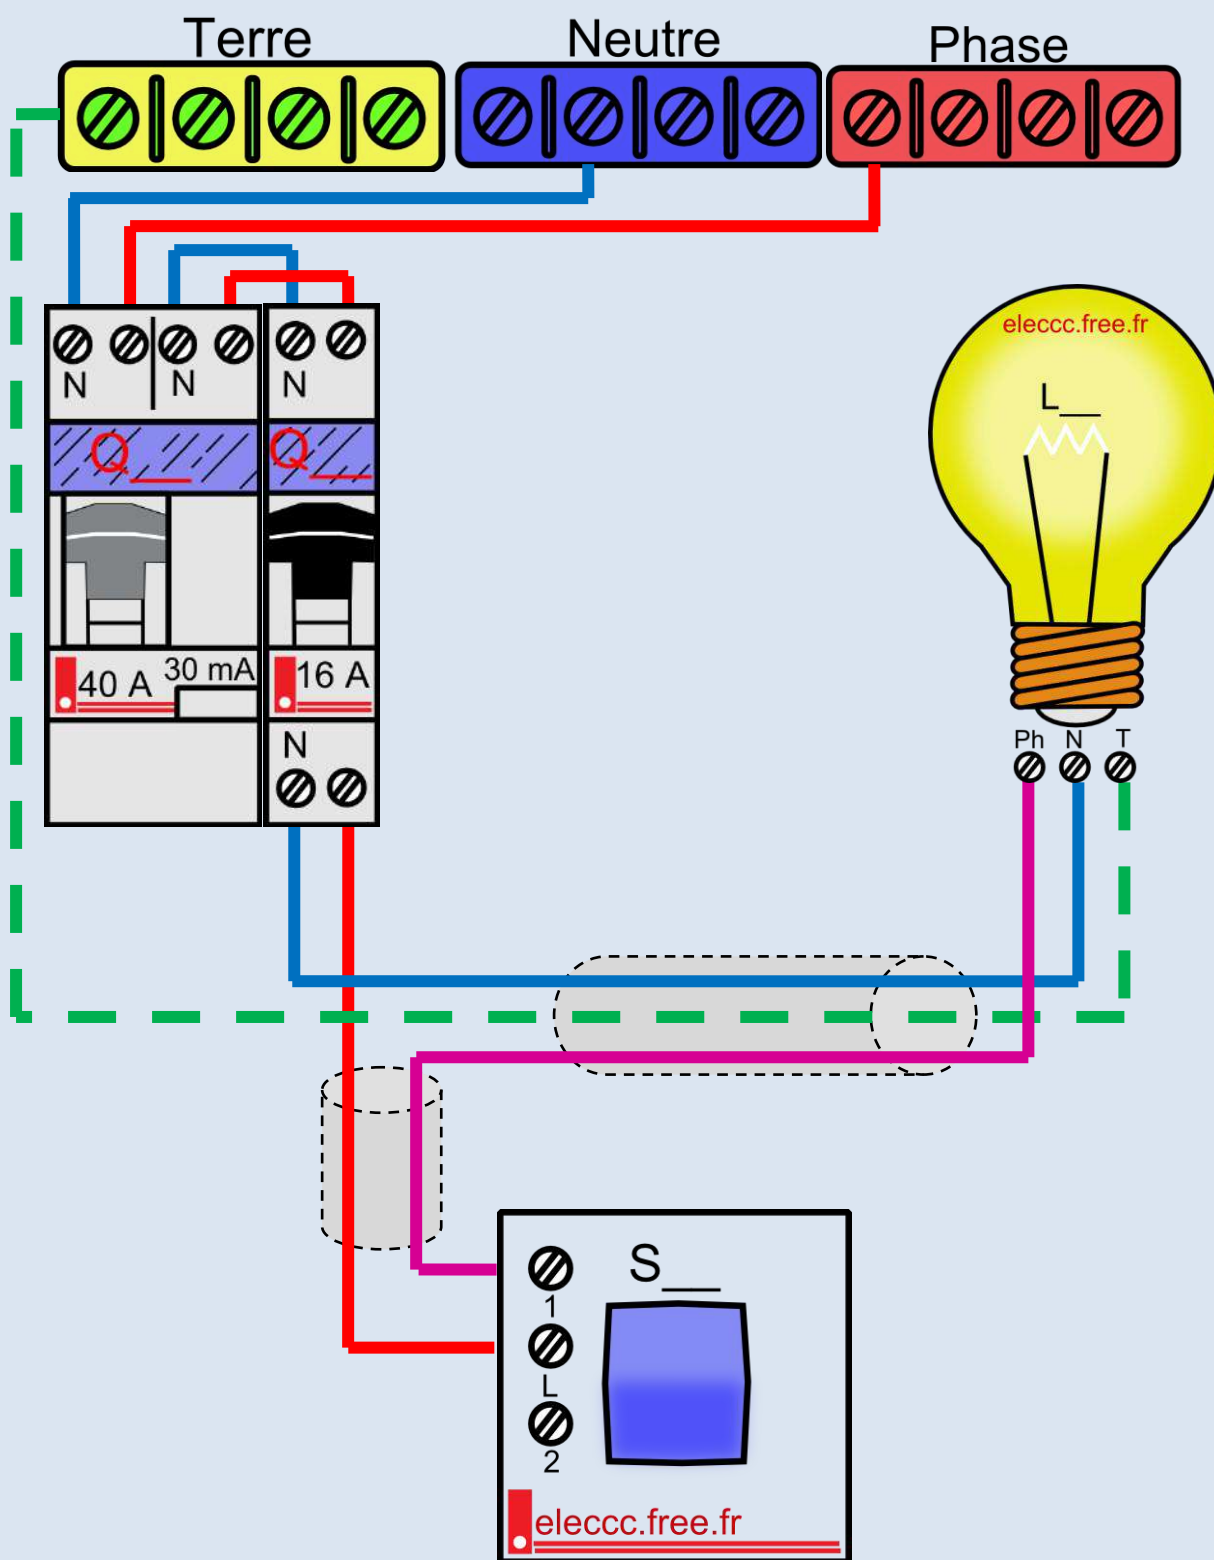 Terre
Neutre
Phase
N
N
N
Q__
Q__
40 A
30 mA
16 A
N
eleccc.free.fr
L__
Ph N T
S__
1
L
2
eleccc.free.fr